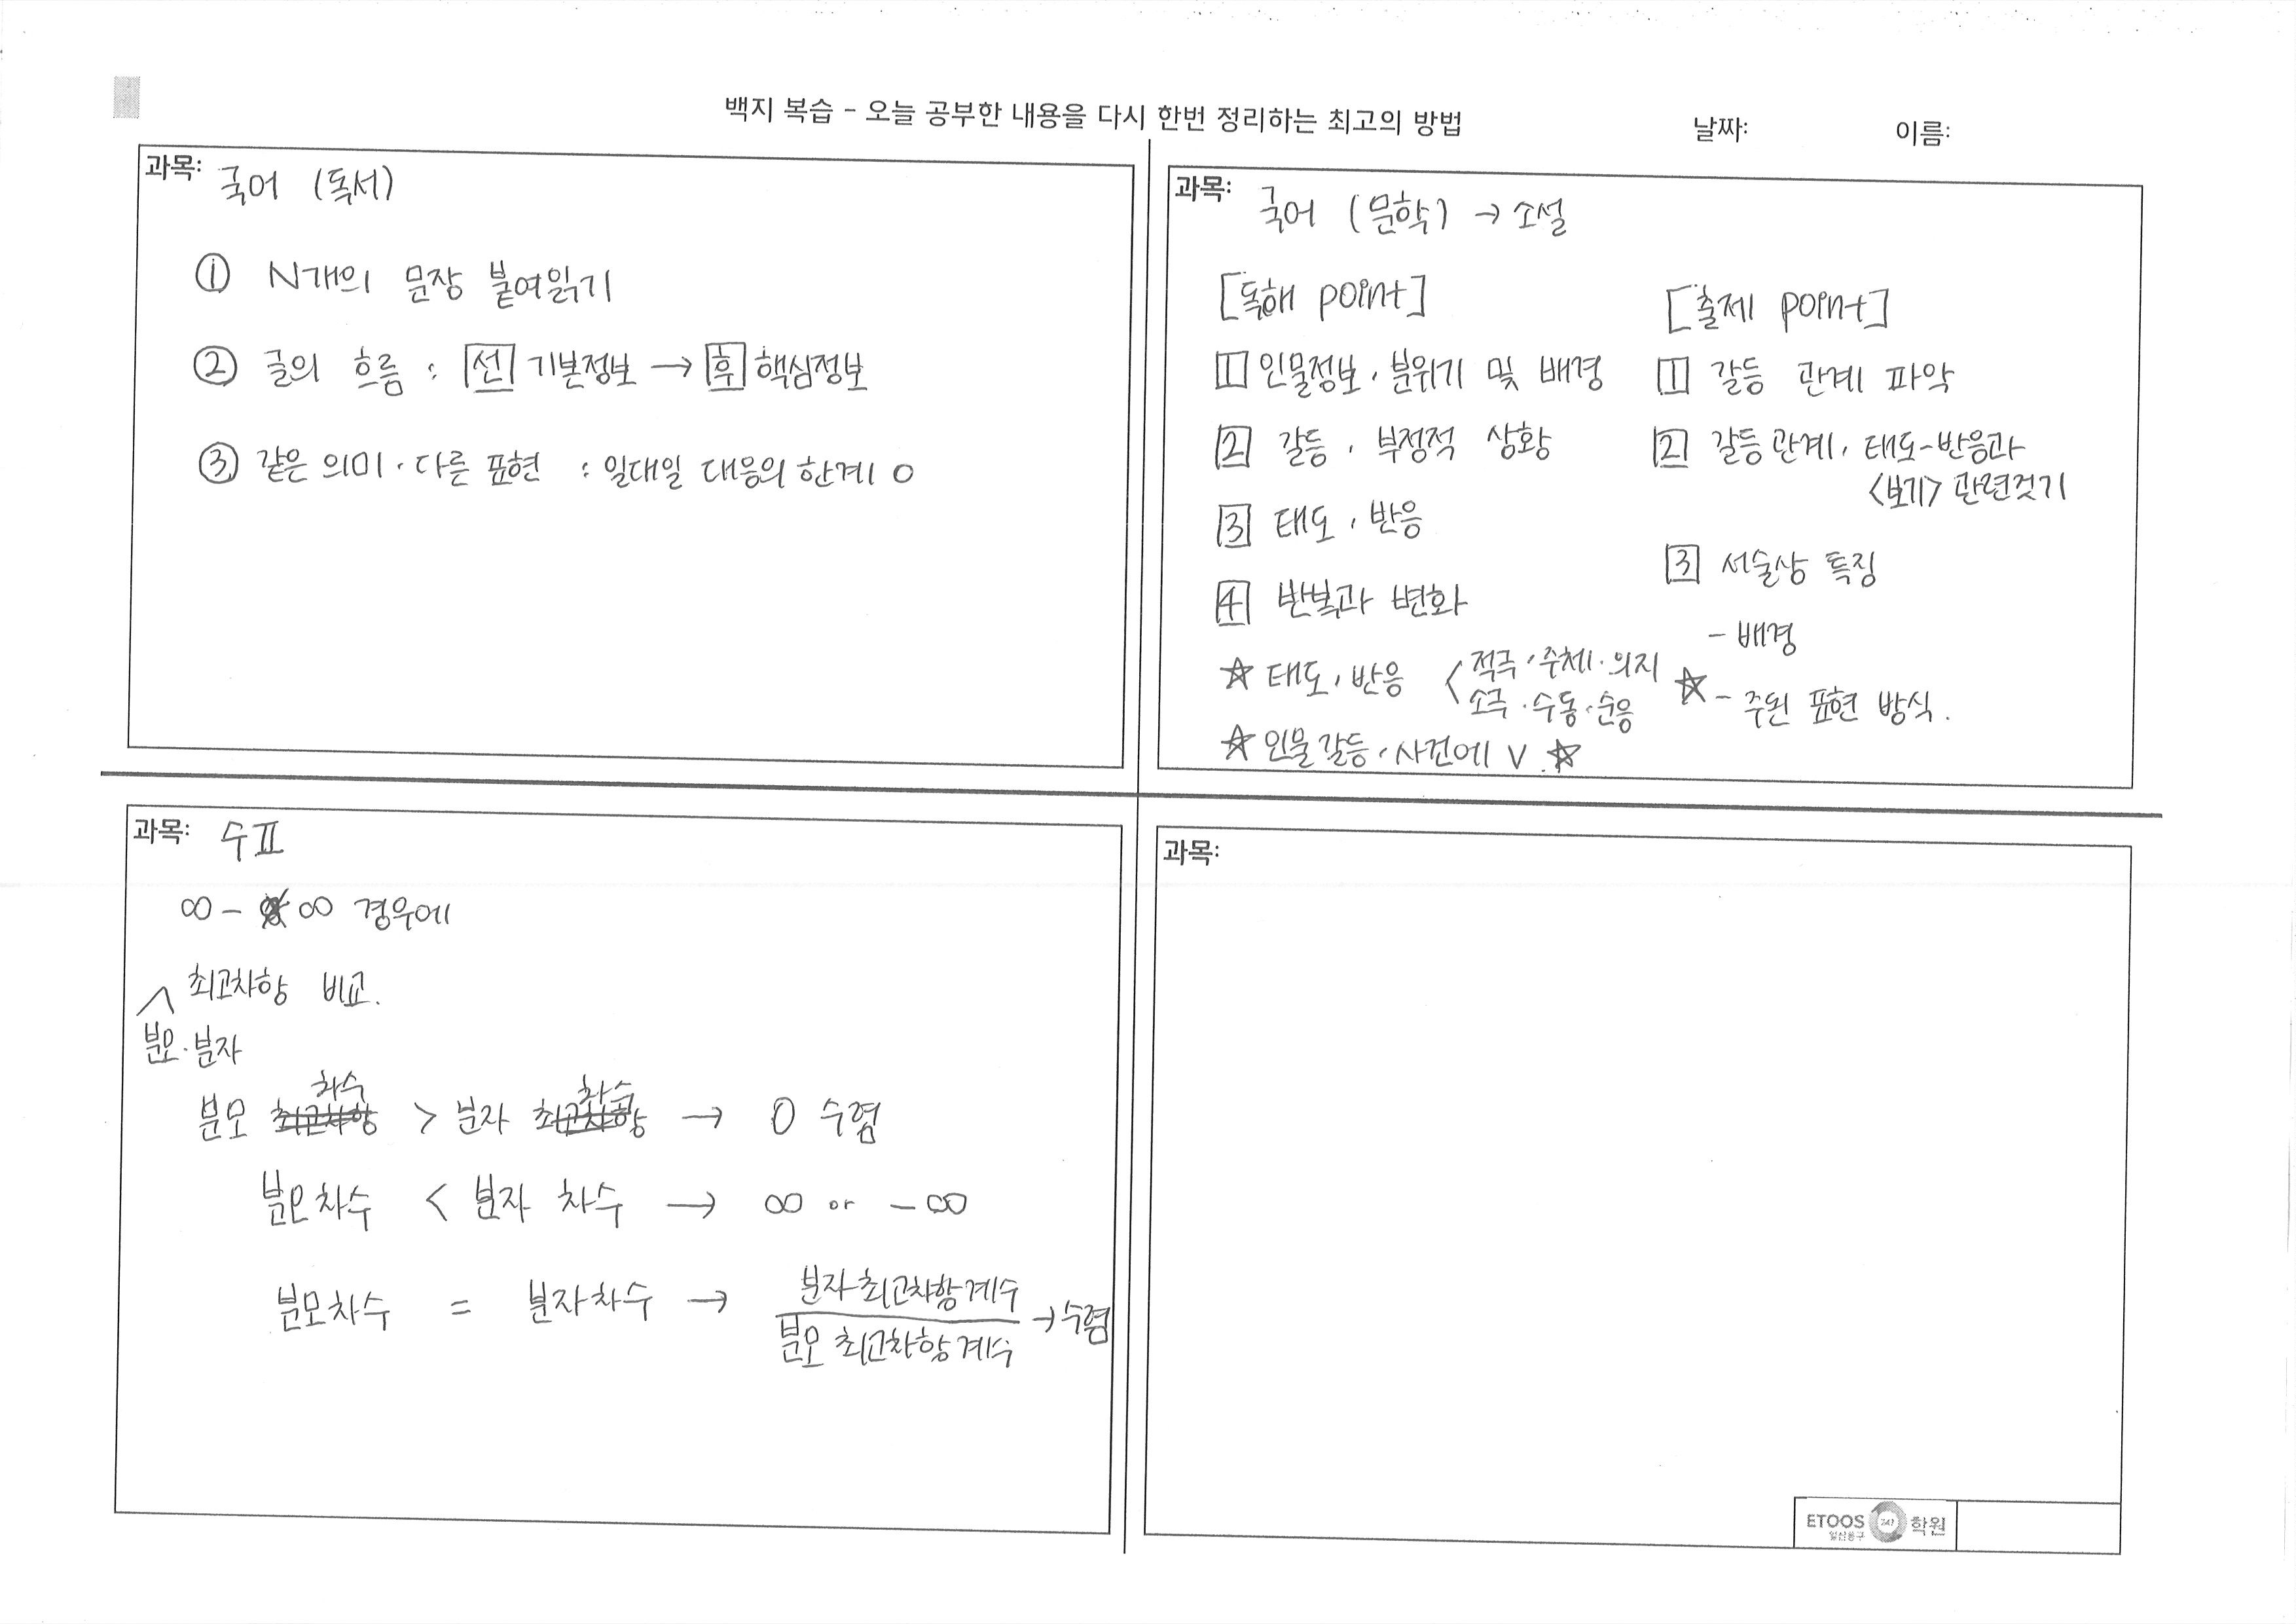 백지 복습 - 오늘 공부한 내용을 다시 한번 정리하는 최고의 방법
날짜:
이름:
과목: 국어 (독서)
① N개의 문장 붙여읽기
② 글의 흐름 : 선 기본정보 → 후 핵심정보
③ 같은 의미·다른 표현 : 일대일 대응의 한계 O
과목: 국어 (문학) → 소설
[독해 point]
1 인물정보, 분위기 및 배경
2 갈등, 부정적 상황
3 태도, 반응
4 반복과 변화
☆ 태도, 반응 < 적극·주체·의지
소극·수동·순응
☆ 인물갈등, 사건에 V ☆
[출제 point]
1 갈등 관계 파악
2 갈등관계, 태도-반응과
<보기> 관련짓기
3 서술상 특징
- 배경
☆ - 주된 표현 방식.
과목: 수Ⅱ
∞ - ∞ 경우에
최고차항 비교.
분모·분자
분모 차수 > 분자 차수 → 0 수렴
분모차수 < 분자 차수 → ∞ or -∞
분모차수 = 분자차수 → 분자 최고차항 계수
분모 최고차항 계수 → 수렴
과목:
ETOOS 247 학원